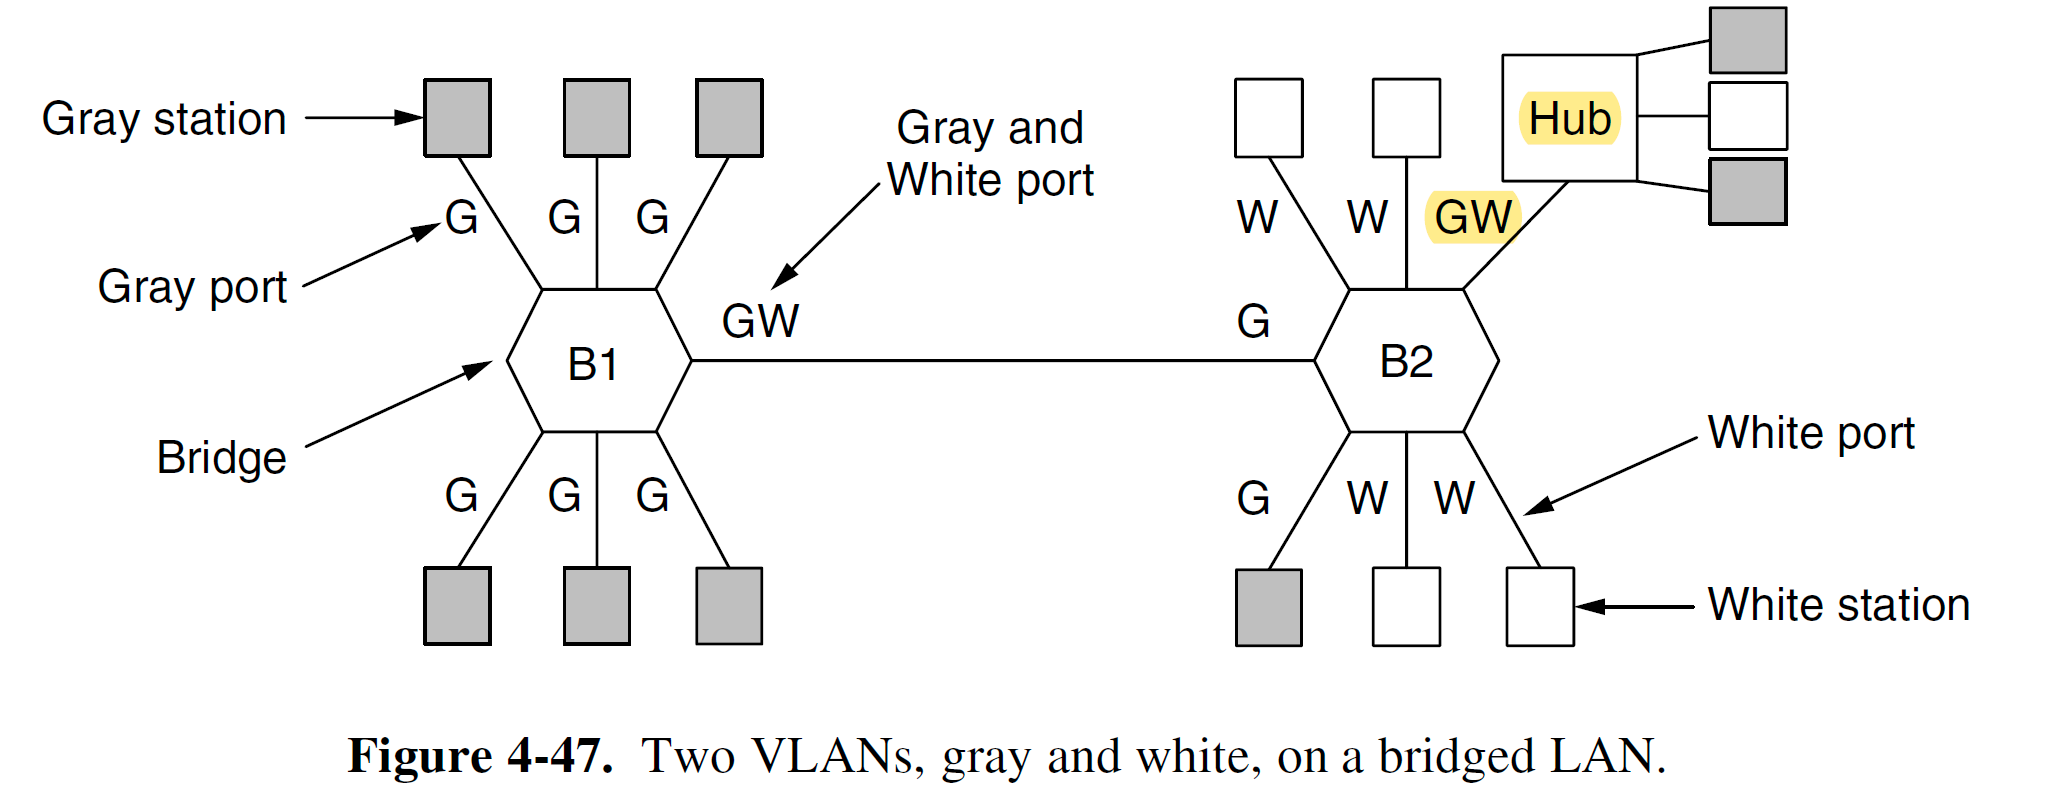 Gray station
Gray and
White port
Hub
G
G
G
W
W
GW
Gray port
GW
G
B1
B2
Bridge
White port
G
G
G
G
W
W
White station
Figure 4-47. Two VLANs, gray and white, on a bridged LAN.